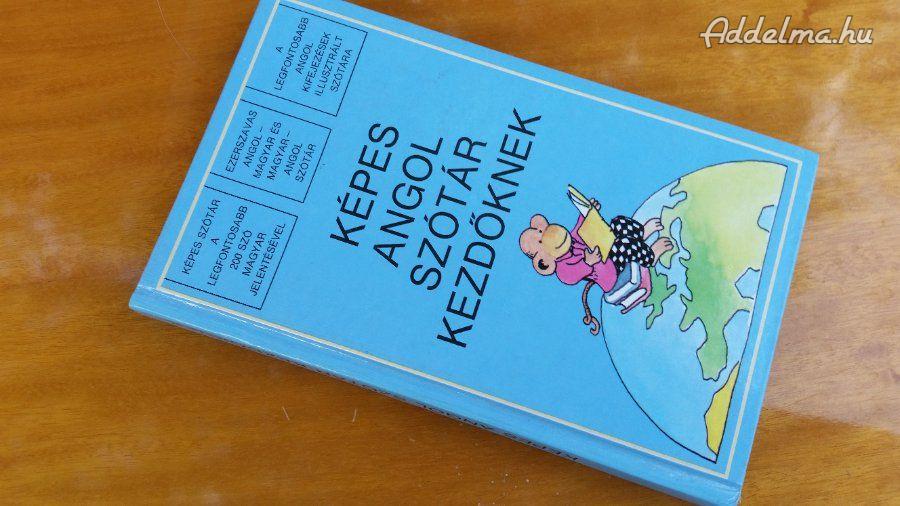 Addelma.hu
KÉPES SZÓTÁR
A
LEGFONTOSABB
200 SZÓ
MAGYAR
JELENTÉSÉVEL
EZERSZAVAS
ANGOL –
MAGYAR ÉS
MAGYAR –
ANGOL
SZÓTÁR
A
LEGFONTOSABB
ANGOL
KIFEJEZÉSEK
ILLUSZTRÁLT
SZÓTÁRA
KÉPES
ANGOL
SZÓTÁR
KEZDŐKNEK